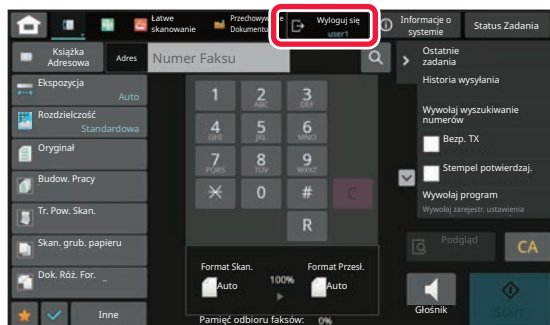 Łatwe
skanowanie
Przechowyw e
Dokumentu
Wyloguj się
user1
Informacje o
systemie
Status Zadania
Książka
Adresowa
Adres
Numer Faksu
Ekspozycja
Auto
Rozdzielczość
Standardowa
Oryginał
Budow. Pracy
Tr. Pow. Skan.
Skan. grub. papieru
Dok. Róż. For.
Inne
1
2
ABC
3
DEF
4
GHI
5
JKL
6
MNO
7
PQRS
8
TUV
9
WXYZ
0
#
C
R
Format Skan.
Auto
100%
Format Przesł.
Auto
Pamięć odbioru faksów: 0%
Ostatnie
zadania
Historia wysyłania
Wywołaj wyszukiwanie
numerów
Bezp. TX
Stempel potwierdzaj.
Wywołaj program
Wywołaj zarejestr. ustawienia
Podgląd
CA
Głośnik
Start